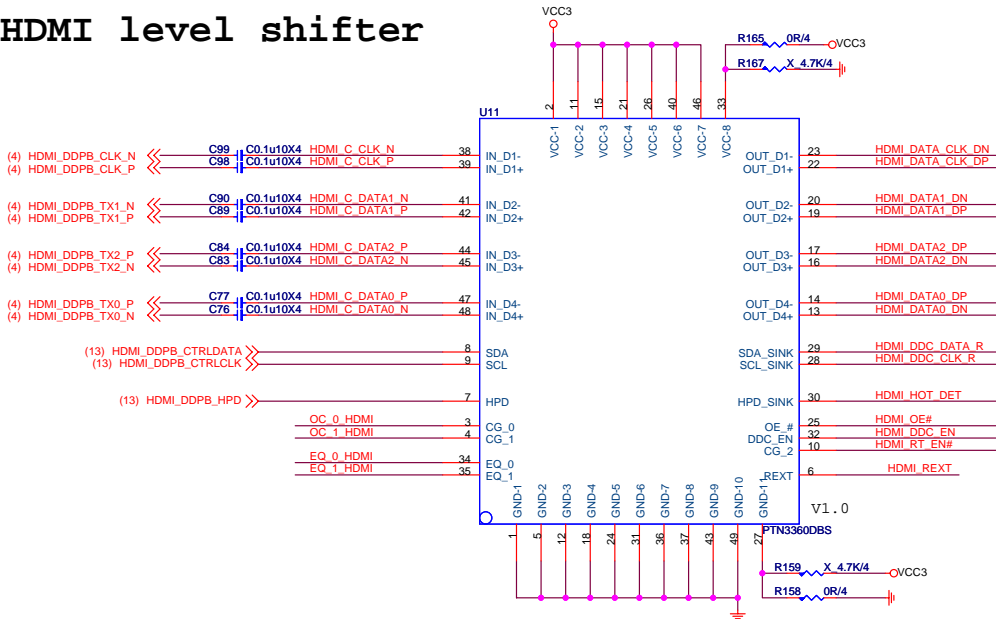 HDMI level shifter
VCC3
R165 0R/4 VCC3
R167 X_4.7K/4
2 11 15 21 26 40 46 33
U11
VCC-1 VCC-2 VCC-3 VCC-4 VCC-5 VCC-6 VCC-7 VCC-8
(4) HDMI_DDPB_CLK_N C99 C0.1u10X4 HDMI_C_CLK_N 38 IN_D1- OUT_D1- 23 HDMI_DATA_CLK_DN
(4) HDMI_DDPB_CLK_P C98 C0.1u10X4 HDMI_C_CLK_P 39 IN_D1+ OUT_D1+ 22 HDMI_DATA_CLK_DP
(4) HDMI_DDPB_TX1_N C90 C0.1u10X4 HDMI_C_DATA1_N 41 IN_D2- OUT_D2- 20 HDMI_DATA1_DN
(4) HDMI_DDPB_TX1_P C89 C0.1u10X4 HDMI_C_DATA1_P 42 IN_D2+ OUT_D2+ 19 HDMI_DATA1_DP
(4) HDMI_DDPB_TX2_P C84 C0.1u10X4 HDMI_C_DATA2_P 44 IN_D3- OUT_D3- 17 HDMI_DATA2_DP
(4) HDMI_DDPB_TX2_N C83 C0.1u10X4 HDMI_C_DATA2_N 45 IN_D3+ OUT_D3+ 16 HDMI_DATA2_DN
(4) HDMI_DDPB_TX0_P C77 C0.1u10X4 HDMI_C_DATA0_P 47 IN_D4- OUT_D4- 14 HDMI_DATA0_DP
(4) HDMI_DDPB_TX0_N C76 C0.1u10X4 HDMI_C_DATA0_N 48 IN_D4+ OUT_D4+ 13 HDMI_DATA0_DN
(13) HDMI_DDPB_CTRLDATA 8 SDA SDA_SINK 29 HDMI_DDC_DATA_R
(13) HDMI_DDPB_CTRLCLK 9 SCL SCL_SINK 28 HDMI_DDC_CLK_R
(13) HDMI_DDPB_HPD 7 HPD HPD_SINK 30 HDMI_HOT_DET
OC_0_HDMI 3 CG_0 OE_# 25 HDMI_OE#
OC_1_HDMI 4 CG_1 DDC_EN 32 HDMI_DDC_EN
CG_2 10 HDMI_RT_EN#
EQ_0_HDMI 34 EQ_0
EQ_1_HDMI 35 EQ_1 REXT 6 HDMI_REXT
GND-1 GND-2 GND-3 GND-4 GND-5 GND-6 GND-7 GND-8 GND-9 GND-10 GND-11
V1.0
PTN3360DBS
1 5 12 18 24 31 36 37 43 49 27
R159 X_4.7K/4 VCC3
R158 0R/4